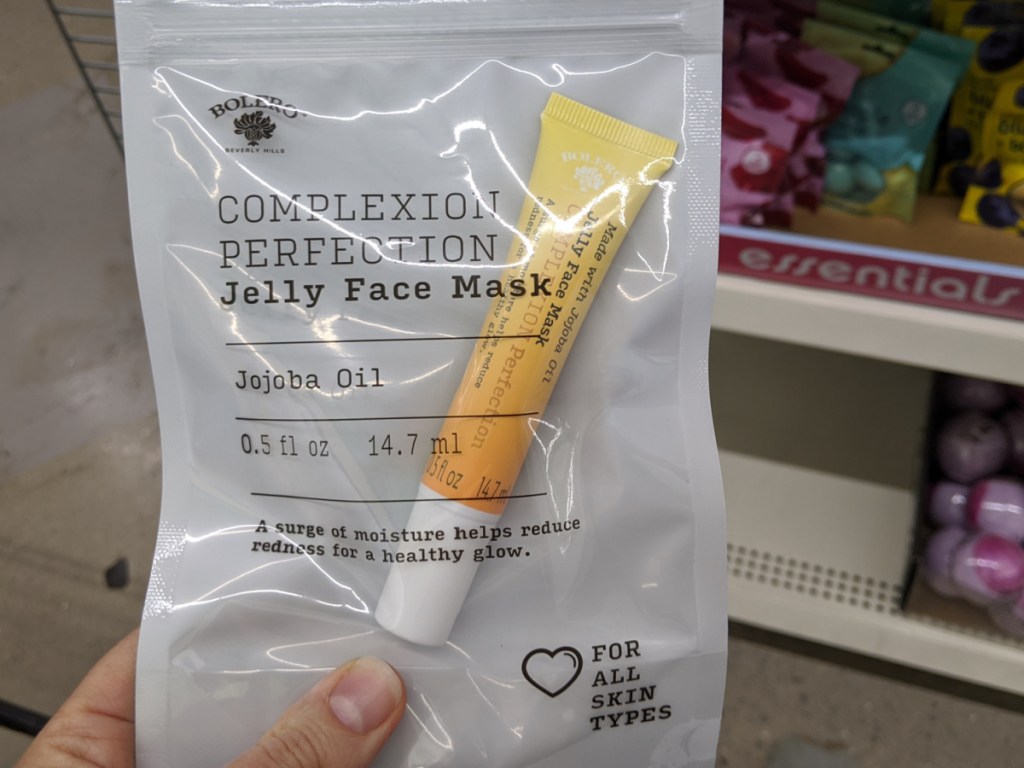 BOLERO
BEVERLY HILLS
COMPLEXION
PERFECTION
Jelly Face Mask
Jojoba Oil
0.5 fl oz 14.7 ml
A surge of moisture helps reduce
redness for a healthy glow.
FOR
ALL
SKIN
TYPES
BOLERO
COMPLEXION Perfection
Jelly Face Mask
Made with Jojoba Oil
essentials